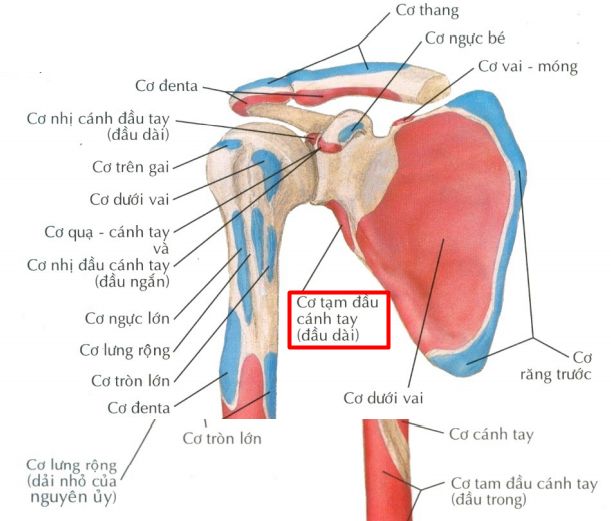 Cơ thang
Cơ ngực bé
Cơ vai - móng
Cơ denta
Cơ nhị cánh đầu tay
(đầu dài)
Cơ trên gai
Cơ dưới vai
Cơ quạ - cánh tay
và
Cơ nhị đầu cánh tay
(đầu ngắn)
Cơ ngực lớn
Cơ lưng rộng
Cơ tròn lớn
Cơ đenta
Cơ tạm đầu
cánh tay
(đầu dài)
Cơ dưới vai
Cơ
răng trước
Cơ tròn lớn
Cơ lưng rộng
(dải nhỏ của
nguyên ủy)
Cơ cánh tay
Cơ tam đầu cánh tay
(đầu trong)